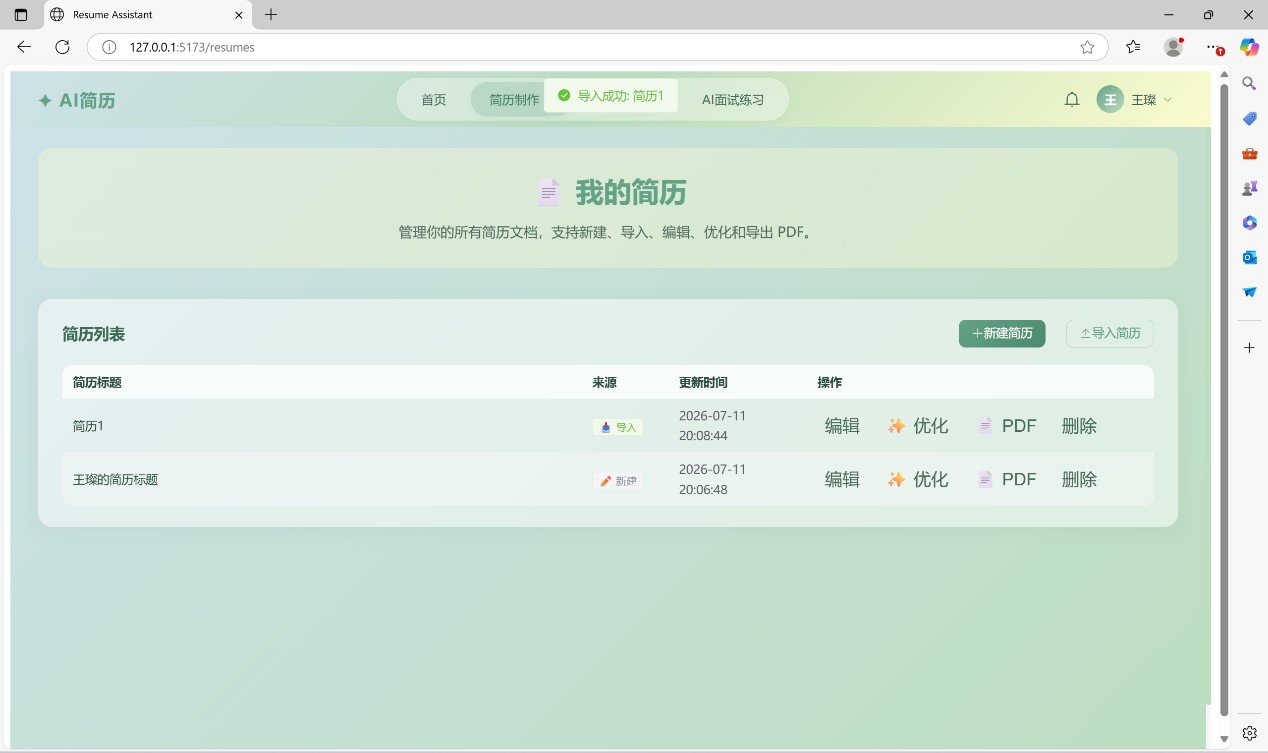 Resume Assistant
127.0.0.1:5173/resumes
AI简历
首页
简历制作
导入成功: 简历1
AI面试练习
王
王璨
我的简历
管理你的所有简历文档，支持新建、导入、编辑、优化和导出 PDF。
简历列表
新建简历
导入简历
简历标题 来源 更新时间 操作
简历1 导入 2026-07-11 20:08:44 编辑 优化 PDF 删除
王璨的简历标题 新建 2026-07-11 20:06:48 编辑 优化 PDF 删除